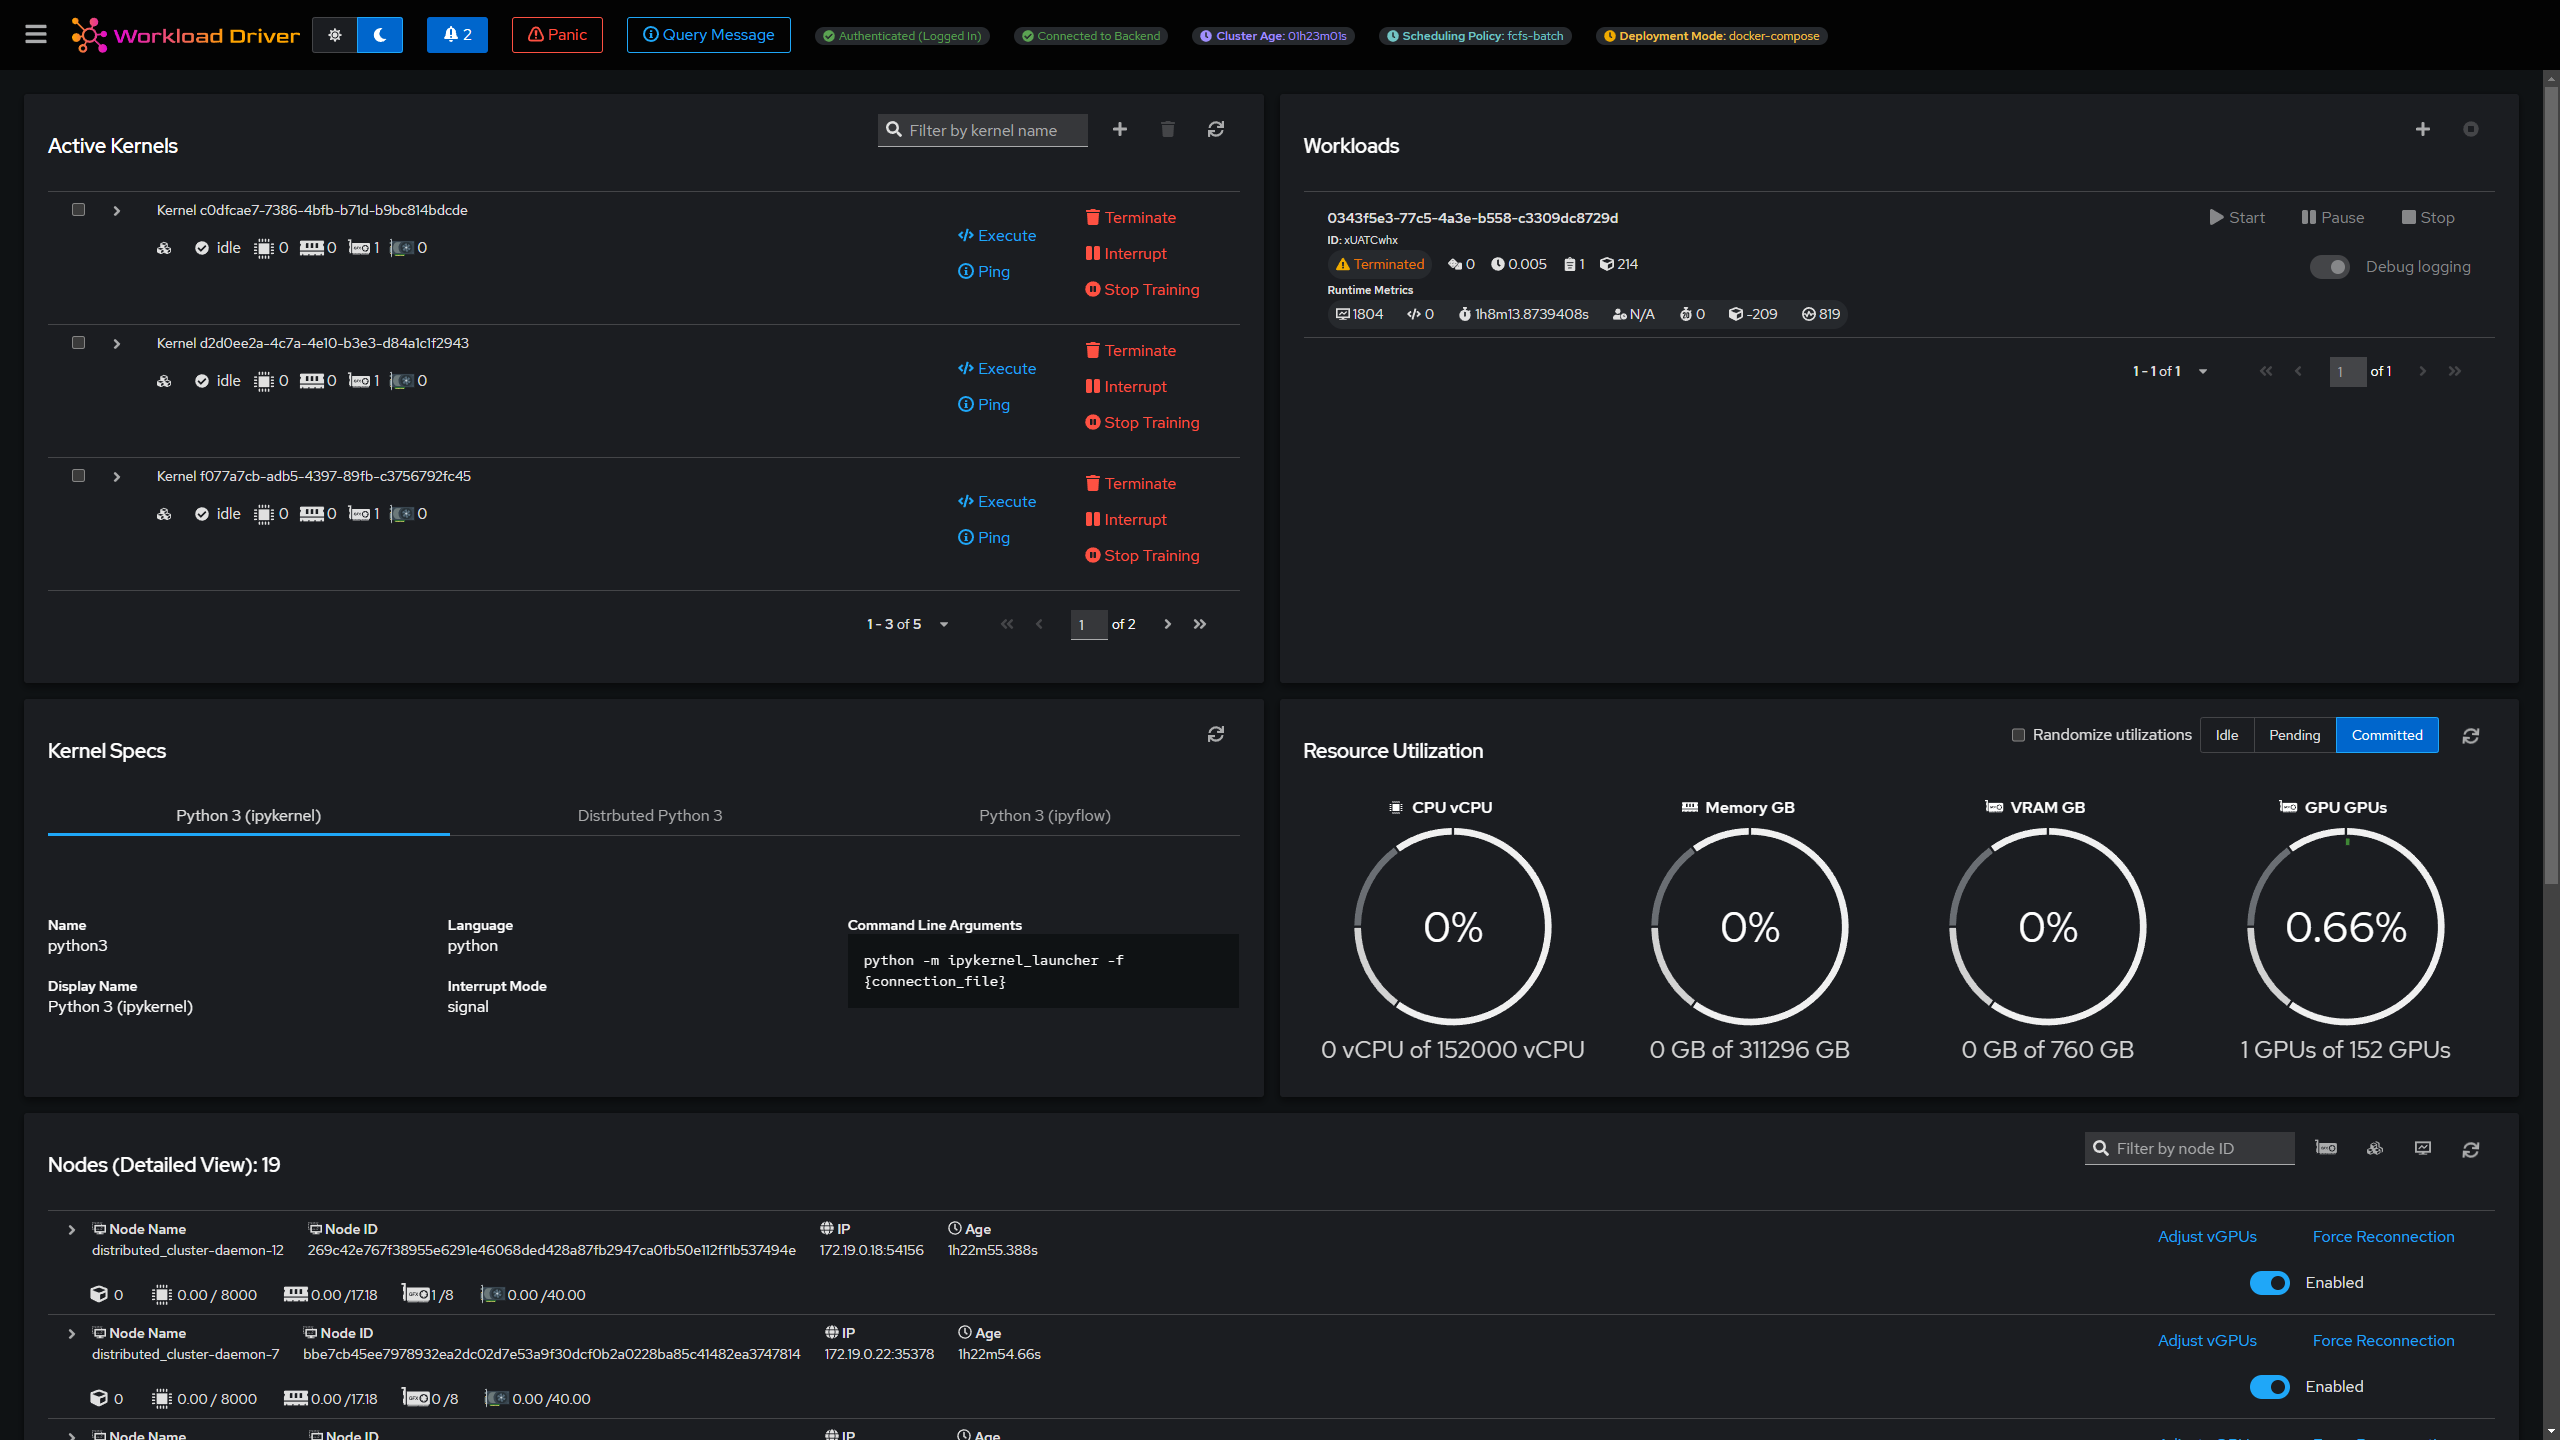 Workload Driver
2
Panic
Query Message
Authenticated (Logged In)
Connected to Backend
Cluster Age: 01h23m01s
Scheduling Policy: fcfs-batch
Deployment Mode: docker-compose
Active Kernels
Filter by kernel name
Kernel c0dfcae7-7386-4bfb-b71d-b9bc814bdcde
idle 0 0 1 0
Execute
Ping
Terminate
Interrupt
Stop Training
Kernel d2d0ee2a-4c7a-4e10-b3e3-d84a1c1f2943
idle 0 0 1 0
Execute
Ping
Terminate
Interrupt
Stop Training
Kernel f077a7cb-adb5-4397-89fb-c3756792fc45
idle 0 0 1 0
Execute
Ping
Terminate
Interrupt
Stop Training
1 - 3 of 5
1 of 2
Workloads
0343f5e3-77c5-4a3e-b558-c3309dc8729d
ID: xUATCwhx
Terminated 0 0.005 1 214
Runtime Metrics
1804 0 1h8m13.8739408s N/A 0 -209 819
Start
Pause
Stop
Debug logging
1 - 1 of 1
1 of 1
Kernel Specs
Python 3 (ipykernel)
Distrbuted Python 3
Python 3 (ipyflow)
Name
python3
Language
python
Command Line Arguments
python -m ipykernel_launcher -f
{connection_file}
Display Name
Python 3 (ipykernel)
Interrupt Mode
signal
Resource Utilization
Randomize utilizations
Idle
Pending
Committed
CPU vCPU
0%
0 vCPU of 152000 vCPU
Memory GB
0%
0 GB of 311296 GB
VRAM GB
0%
0 GB of 760 GB
GPU GPUs
0.66%
1 GPUs of 152 GPUs
Nodes (Detailed View): 19
Filter by node ID
Node Name Node ID IP Age
distributed_cluster-daemon-12 269c42e767f38955e6291e46068ded428a87fb2947ca0fb50e112ff1b537494e 172.19.0.18:54156 1h22m55.388s
0 0.00 / 8000 0.00 /17.18 1 /8 0.00 /40.00
Adjust vGPUs
Force Reconnection
Enabled
Node Name Node ID IP Age
distributed_cluster-daemon-7 bbe7cb45ee7978932ea2dc02d7e53a9f30dcf0b2a0228ba85c41482ea3747814 172.19.0.22:35378 1h22m54.66s
0 0.00 / 8000 0.00 /17.18 0 /8 0.00 /40.00
Adjust vGPUs
Force Reconnection
Enabled
Node Name Node ID IP Age